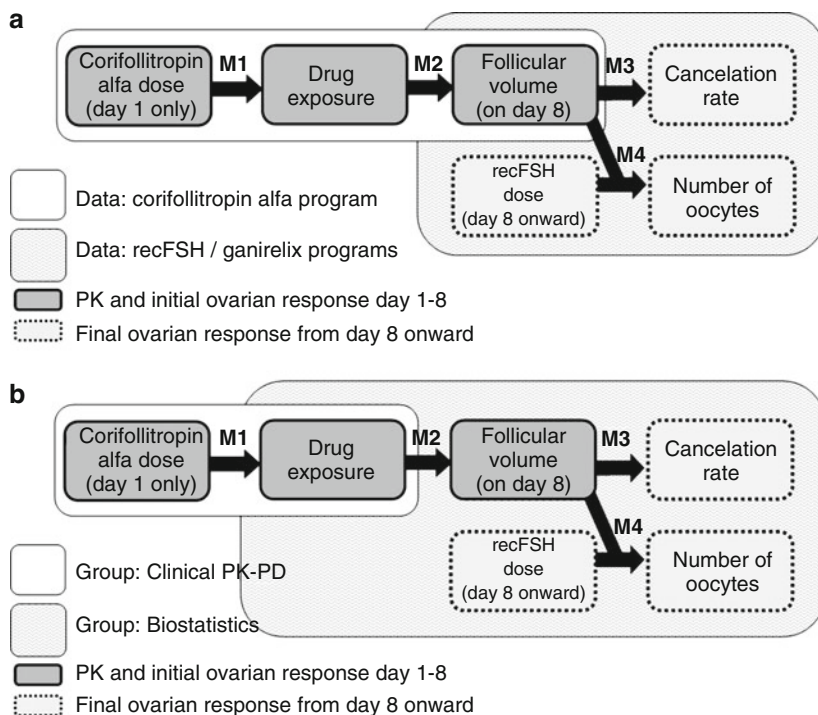 a
Corifollitropin
alfa dose
(day 1 only)
M1
Drug
exposure
M2
Follicular
volume
(on day 8)
M3
Cancelation
rate
M4
recFSH
dose
(day 8 onward)
Number of
oocytes
Data: corifollitropin alfa program
Data: recFSH / ganirelix programs
PK and initial ovarian response day 1-8
Final ovarian response from day 8 onward
b
Corifollitropin
alfa dose
(day 1 only)
M1
Drug
exposure
M2
Follicular
volume
(on day 8)
M3
Cancelation
rate
M4
recFSH
dose
(day 8 onward)
Number of
oocytes
Group: Clinical PK-PD
Group: Biostatistics
PK and initial ovarian response day 1-8
Final ovarian response from day 8 onward